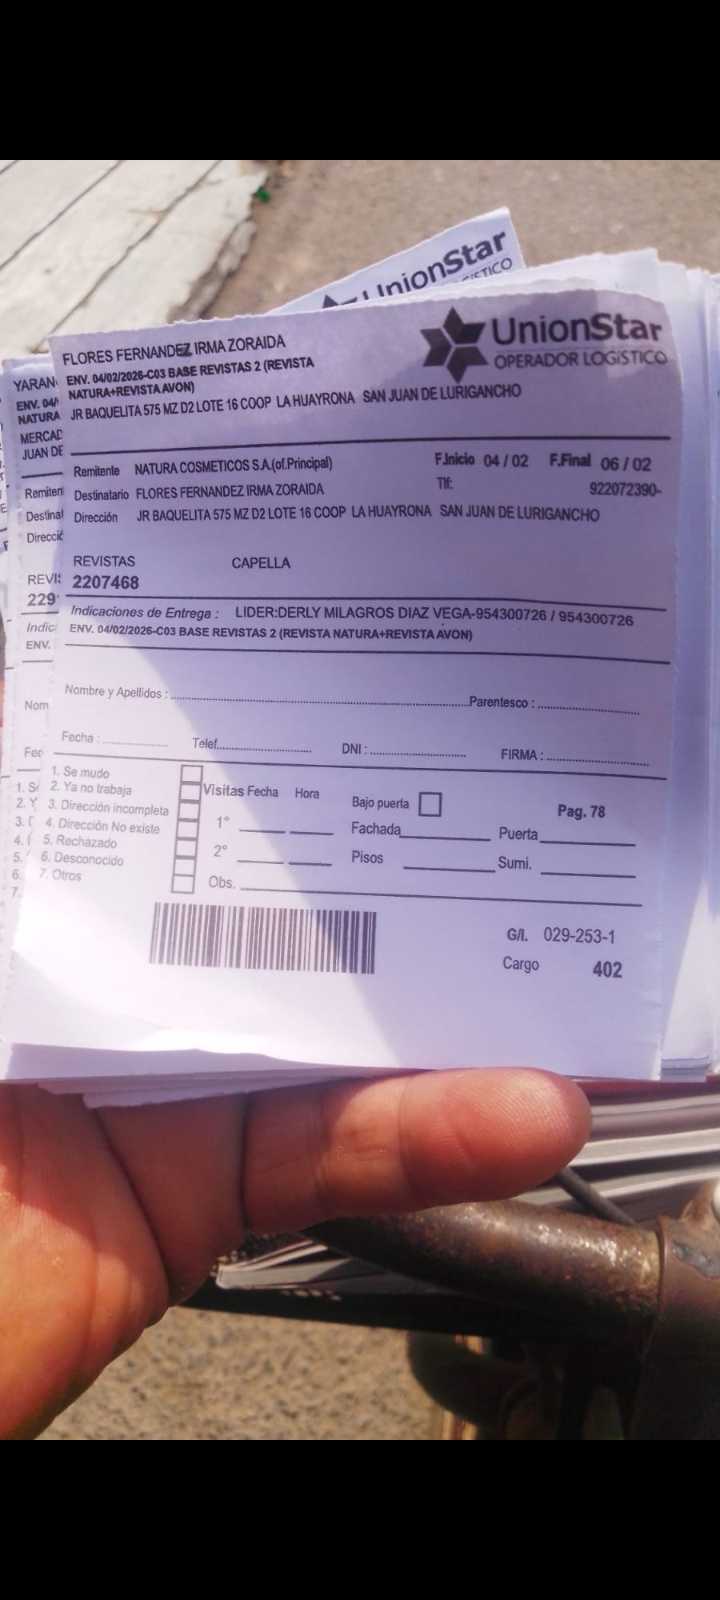 UnionStar
FLORES FERNANDEZ IRMA ZORAIDA
ENV. 04/02/2026-C03 BASE REVISTAS 2 (REVISTA
NATURA+REVISTA AVON)
JR BAQUELITA 575 MZ D2 LOTE 16 COOP LA HUAYRONA SAN JUAN DE LURIGANCHO
UnionStar
OPERADOR LOGíSTICO
Remitente NATURA COSMETICOS S.A.(of.Principal) F.Inicio 04 / 02 F.Final 06 / 02
Destinatario FLORES FERNANDEZ IRMA ZORAIDA Tlf: 922072390-
Dirección JR BAQUELITA 575 MZ D2 LOTE 16 COOP LA HUAYRONA SAN JUAN DE LURIGANCHO
REVISTAS CAPELLA
2207468
Indicaciones de Entrega : LIDER:DERLY MILAGROS DIAZ VEGA-954300726 / 954300726
ENV. 04/02/2026-C03 BASE REVISTAS 2 (REVISTA NATURA+REVISTA AVON)
Nombre y Apellidos : Parentesco :
Fecha : Telef. DNI : FIRMA :
1. Se mudo
2. Ya no trabaja
3. Dirección incompleta
4. Dirección No existe
5. Rechazado
6. Desconocido
7. Otros
Visitas Fecha Hora
1°
2°
Obs.
Bajo puerta Pag. 78
Fachada Puerta
Pisos Sumi.
G/l. 029-253-1
Cargo 402